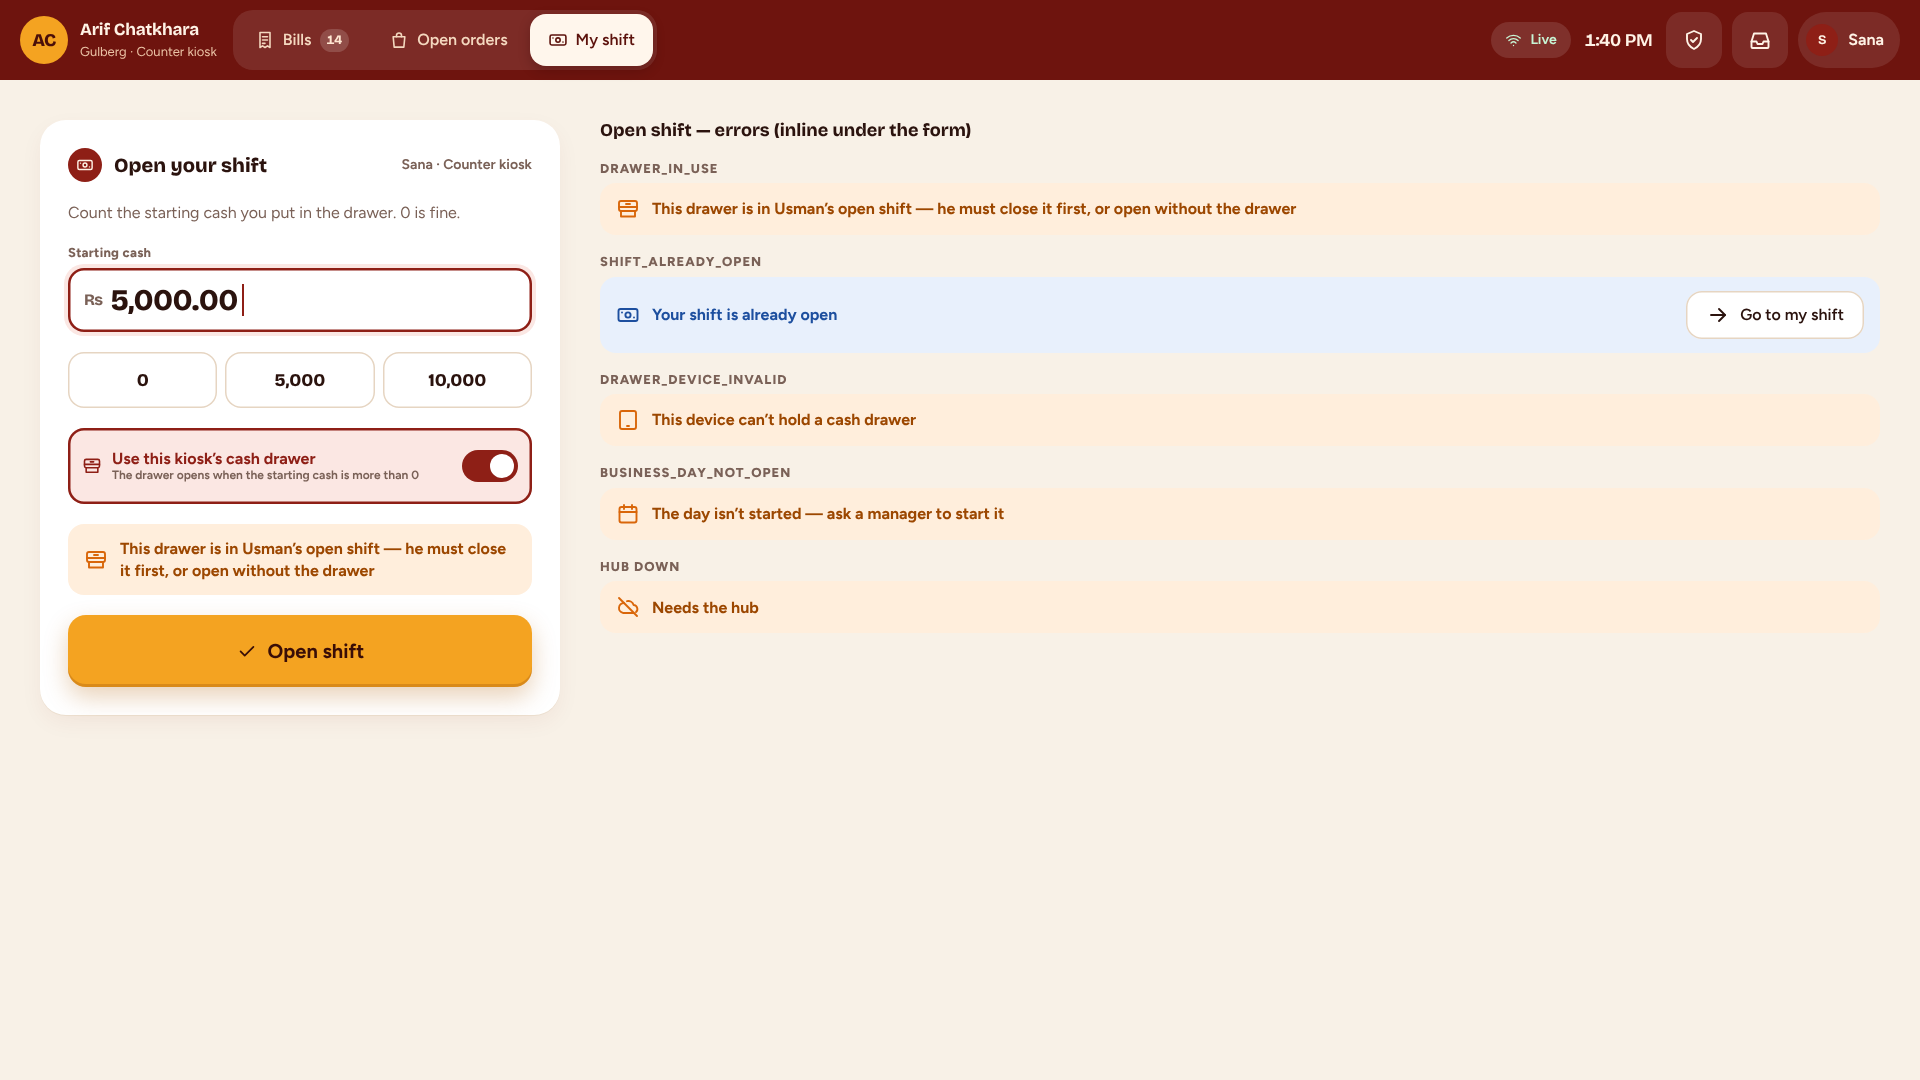 AC
Arif Chatkhara
Gulberg · Counter kiosk
Bills 14
Open orders
My shift
Live
1:40 PM
S
Sana
Open your shift
Sana · Counter kiosk
Count the starting cash you put in the drawer. 0 is fine.
Starting cash
Rs 5,000.00
0
5,000
10,000
Use this kiosk’s cash drawer
The drawer opens when the starting cash is more than 0
This drawer is in Usman’s open shift — he must close
it first, or open without the drawer
Open shift
Open shift — errors (inline under the form)
DRAWER_IN_USE
This drawer is in Usman’s open shift — he must close it first, or open without the drawer
SHIFT_ALREADY_OPEN
Your shift is already open
Go to my shift
DRAWER_DEVICE_INVALID
This device can’t hold a cash drawer
BUSINESS_DAY_NOT_OPEN
The day isn’t started — ask a manager to start it
HUB DOWN
Needs the hub